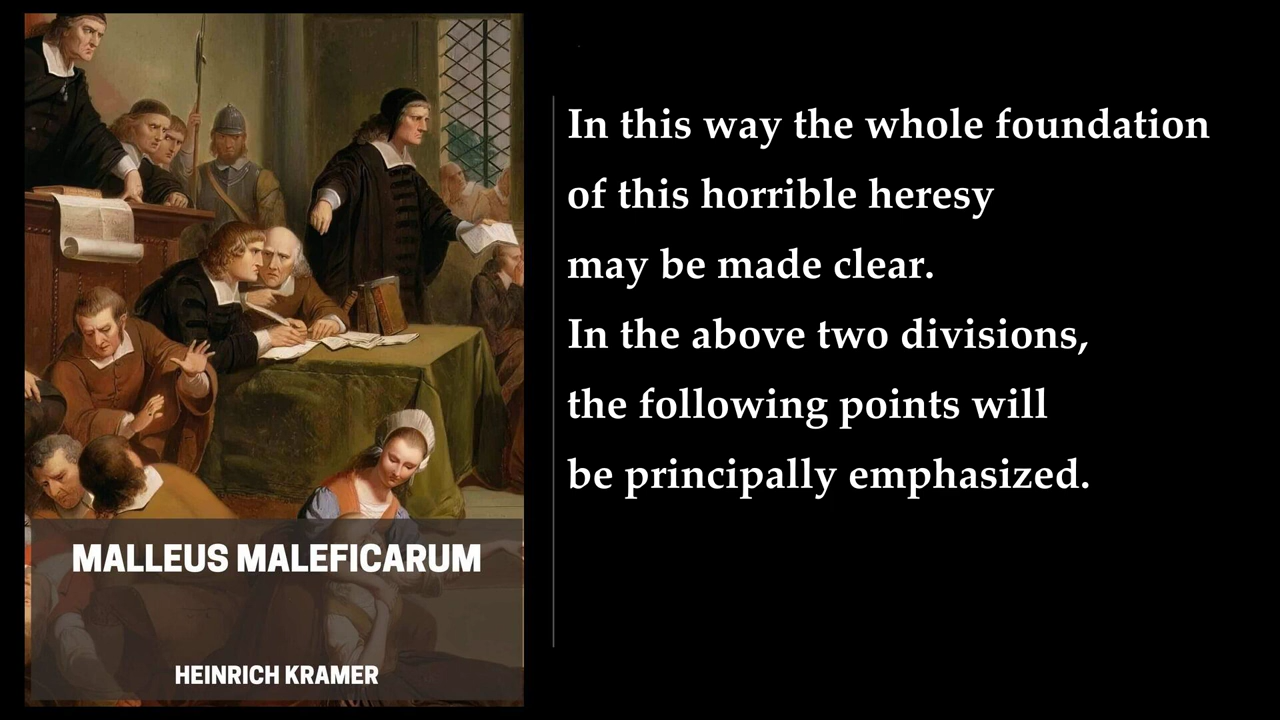 MALLEUS MALEFICARUM
HEINRICH KRAMER
In this way the whole foundation
of this horrible heresy
may be made clear.
In the above two divisions,
the following points will
be principally emphasized.